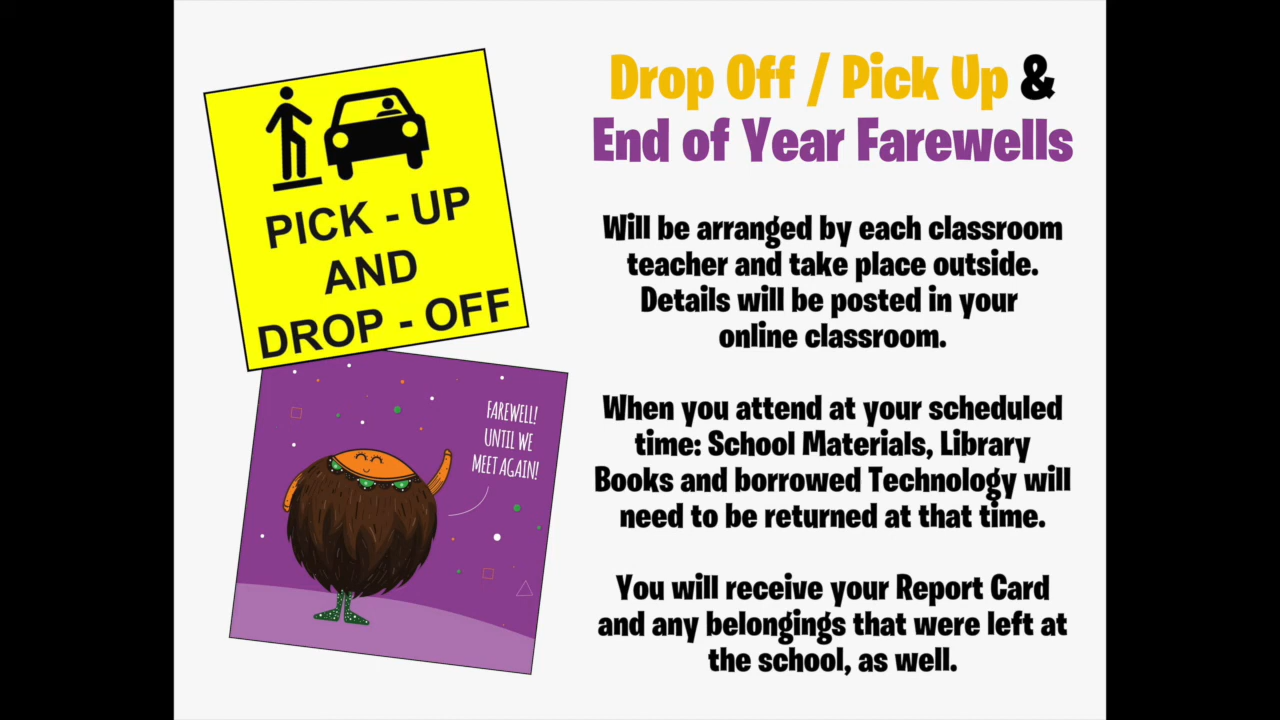 PICK - UP
AND
DROP - OFF
FAREWELL!
UNTIL WE
MEET AGAIN!
Drop Off / Pick Up &
End of Year Farewells
Will be arranged by each classroom
teacher and take place outside.
Details will be posted in your
online classroom.
When you attend at your scheduled
time: School Materials, Library
Books and borrowed Technology will
need to be returned at that time.
You will receive your Report Card
and any belongings that were left at
the school, as well.